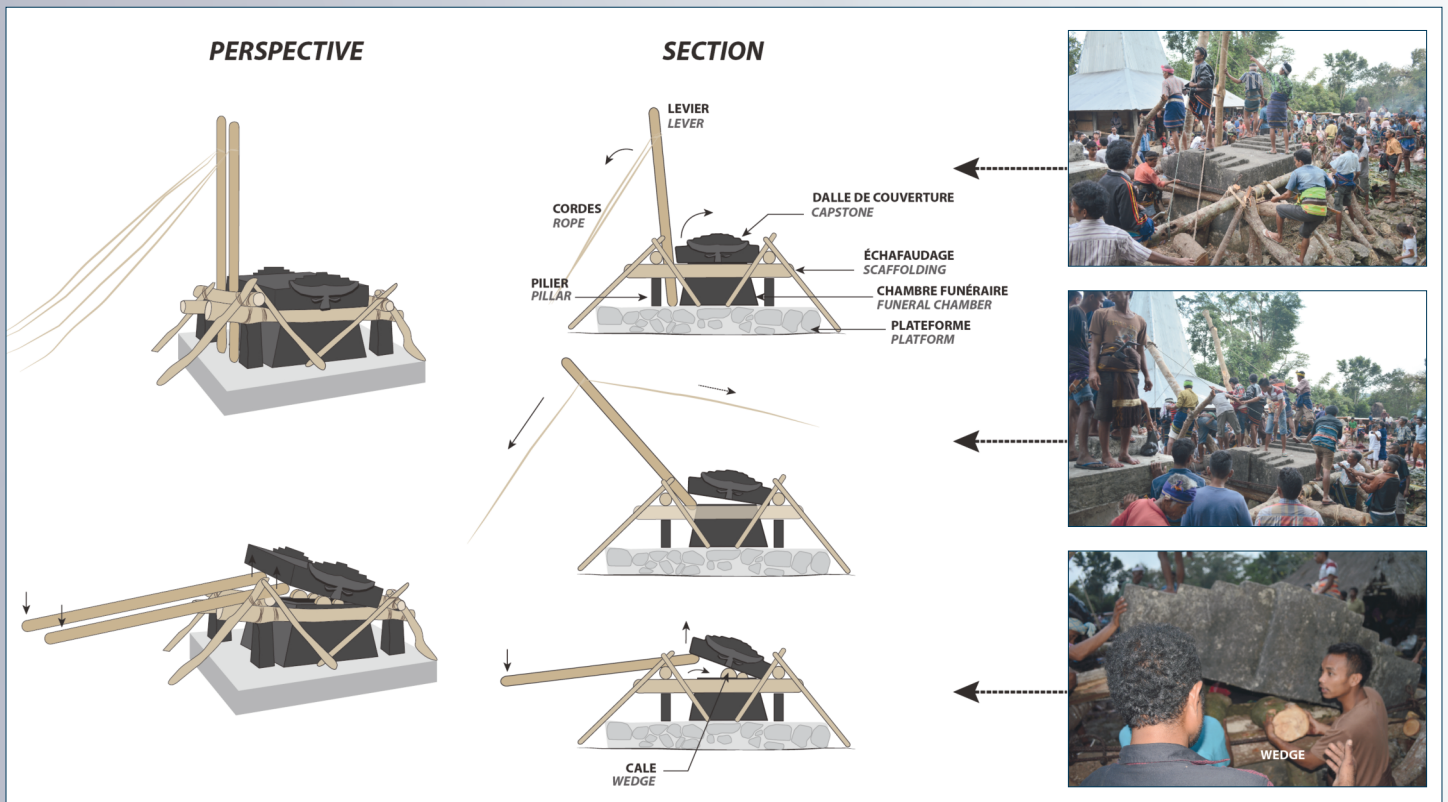 PERSPECTIVE
SECTION
LEVIER
LEVER
CORDES
ROPE
DALLE DE COUVERTURE
CAPSTONE
ÉCHAFAUDAGE
SCAFFOLDING
PILIER
PILLAR
CHAMBRE FUNÉRAIRE
FUNERAL CHAMBER
PLATEFORME
PLATFORM
CALE
WEDGE
WEDGE